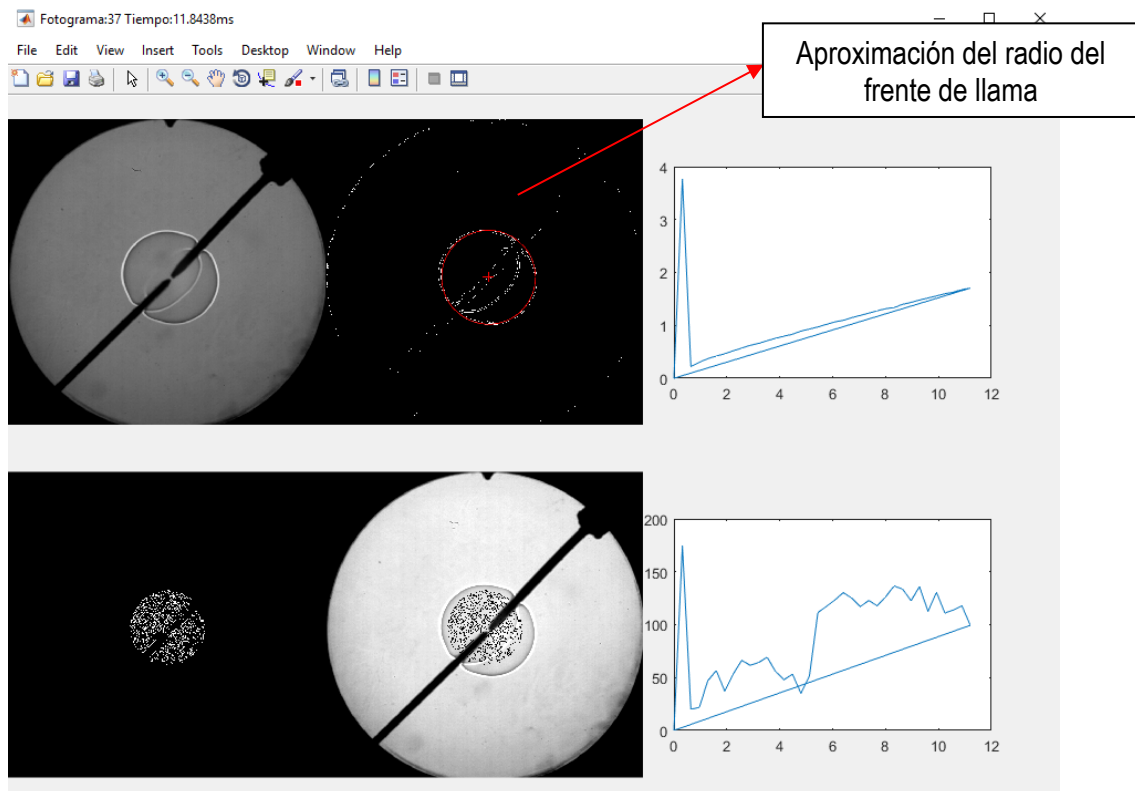 Fotograma:37 Tiempo:11.8438ms
File Edit View Insert Tools Desktop Window Help
Aproximación del radio del
frente de llama
4
3
2
1
0
0 2 4 6 8 10 12
200
150
100
50
0
0 2 4 6 8 10 12